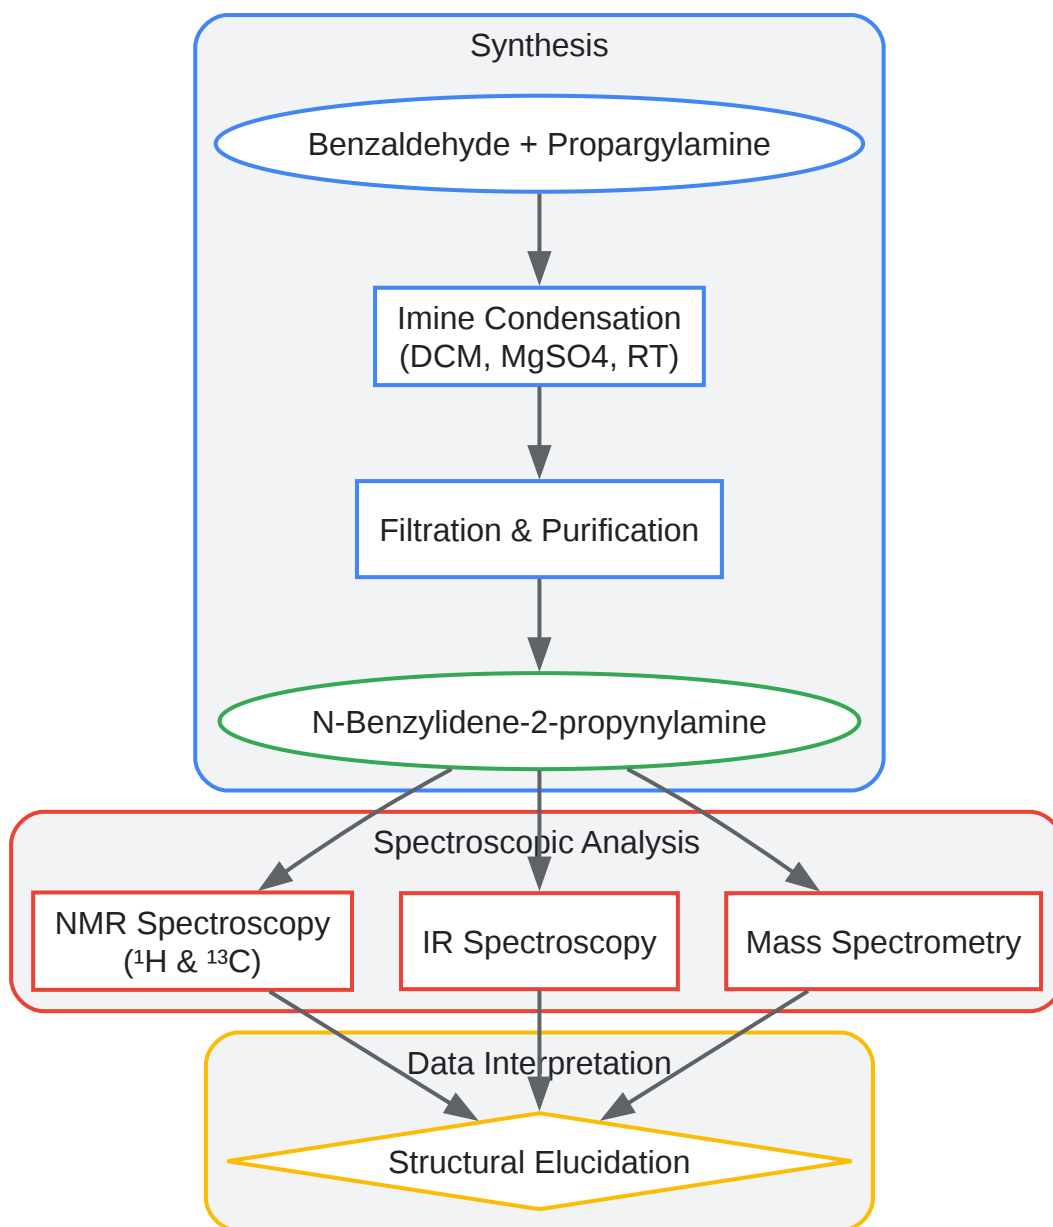 Synthesis
Benzaldehyde + Propargylamine
Imine Condensation
(DCM, MgSO4, RT)
Filtration & Purification
N-Benzylidene-2-propynylamine
Spectroscopic Analysis
NMR Spectroscopy
(¹H & ¹³C)
IR Spectroscopy
Mass Spectrometry
Data Interpretation
Structural Elucidation